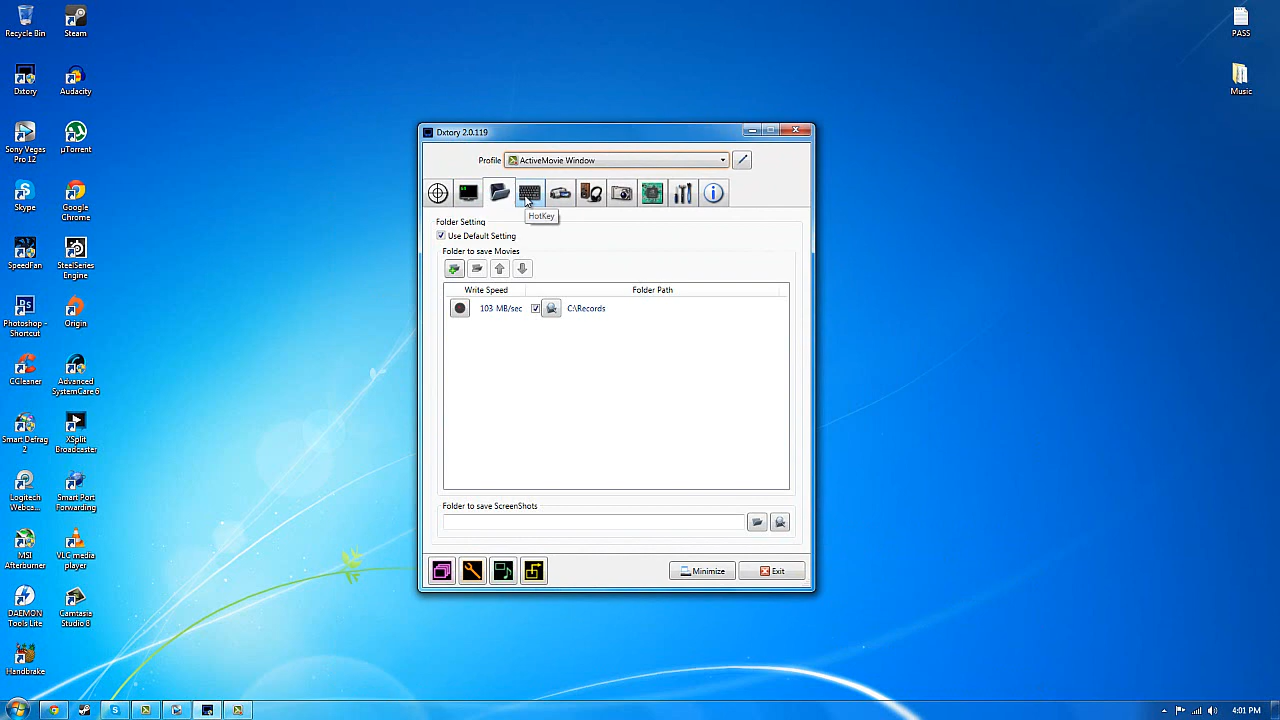 Recycle Bin
Steam
Dxtory
Audacity
Sony Vegas
Pro 12
µTorrent
Skype
Google
Chrome
SpeedFan
SteelSeries
Engine
Photoshop -
Shortcut
Origin
CCleaner
Advanced
SystemCare 6
Smart Defrag
2
XSplit
Broadcaster
Logitech
Webca...
Smart Port
Forwarding
MSI
Afterburner
VLC media
player
DAEMON
Tools Lite
Camtasia
Studio 8
Handbrake
PASS
Music
Dxtory 2.0.119
Profile
ActiveMovie Window
HotKey
Folder Setting
Use Default Setting
Folder to save Movies
Write Speed
Folder Path
103 MB/sec
C:\Records
Folder to save ScreenShots
Minimize
Exit
4:01 PM